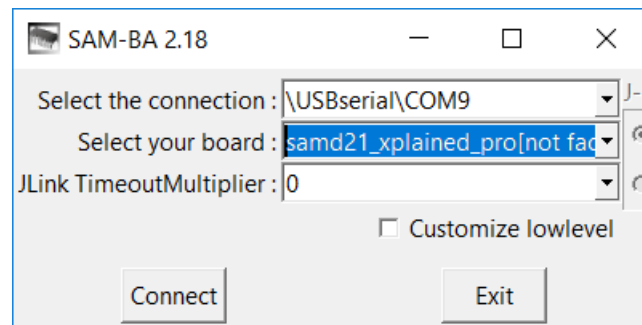 SAM-BA 2.18
Select the connection : \USBserial\COM9
J-
Select your board : samd21_xplained_pro[not fac
JLink TimeoutMultiplier : 0
Customize lowlevel
Connect Exit